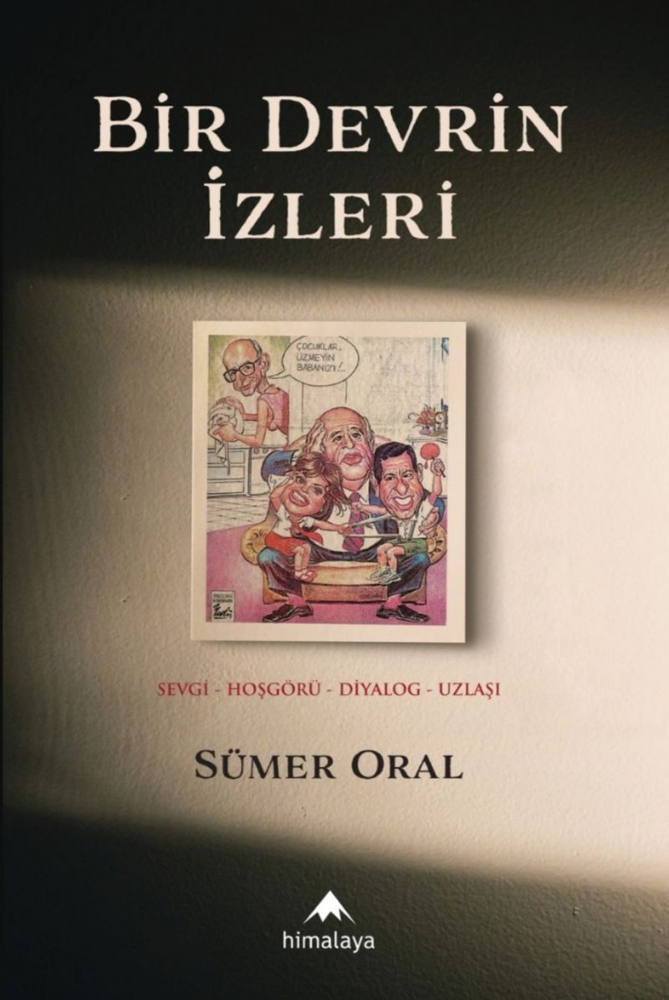 BİR DEVRİN
İZLERİ
ÇOCUKLAR,
ÜZMEYİN
BABANIZI!..
SEVGİ - HOŞGÖRÜ - DİYALOG - UZLAŞI
SÜMER ORAL
himalaya